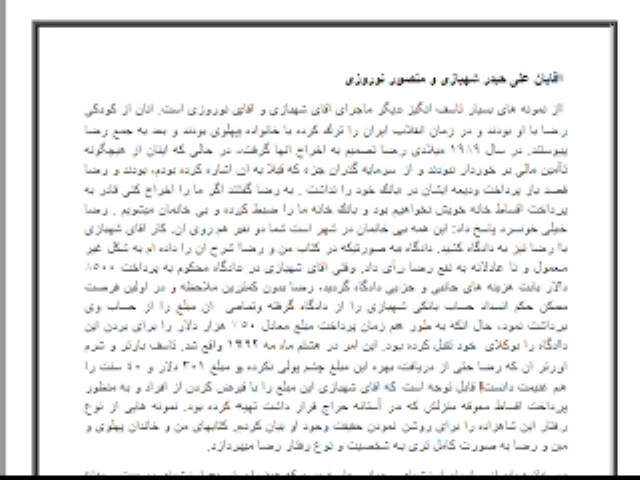 آقایان علی حیدر شهبازی و منصور نوروزی
از نمونه های بسیار تاسف انگیز دیگر ماجرای آقای شهبازی و آقای نوروزی است. آنان از کودکی
رضا با او بودند و در زمان انقلاب ایران را ترک کرده با خانواده پهلوی بودند و بعد به جمع رضا
پیوستند. در سال ۱۹۸۹ میلادی رضا تصمیم به اخراج آنها گرفت، در حالی که اینان از هیچگونه
تأمین مالی بر خوردار نبودند و از سرمایه گذران جزء که قبلا به آن اشاره کرده بودم، بودند و رضا
قصد باز پرداخت ودیعه ایشان در بانک خود را نداشت . به رضا گفتند اگر ما را اخراج کنی قادر به
پرداخت اقساط خانه خویش نخواهیم بود و بانک خانه ما را ضبط کرده و بی خانمان میشویم . رضا
خیلی خونسرد پاسخ داد: این همه بی خانمان در شهر است شما دو نفر هم روی آن. کار آقای شهبازی
با رضا نیز به دادگاه کشید. دادگاه به صورتیکه در کتاب من و رضا شرح آن را داده ام به شکل غیر
معمول و نا عادلانه به نفع رضا رأی داد. وقتی آقای شهبازی در دادگاه محکوم به پرداخت ۱۵۰۰
دلار بابت هزینه های جانبی و جزیی دادگاه گردید، رضا بدون کمترین ملاحظه و در اولین فرصت
ممکن حکم انسداد حساب بانکی شهبازی را از دادگاه گرفته وتمامی آن مبلغ را از حساب وی
برداشت نمود، حال آنکه به طور هم زمان پرداخت مبلغ معادل ۱۵۰ هزار دلار را برای بردن این
دادگاه را بوکلای خود تقبل کرده بود. این امر در هشتم ماه مه ۱۹۹۲ واقع شد. تاسف بارتر و شرم
آورتر آن که رضا حتی از دریافت بهره این مبلغ چشم پولی نکرده و مبلغ ۳۰۱ دلار و ۴۰ سنت را
هم غنیمت دانست! قابل توجه است که آقای شهبازی این مبلغ را با قرض کردن از افراد و به منظور
پرداخت اقساط معوقه منزلش که در آستانه حراج قرار داشت تهیه کرده بود. نمونه هایی از نوع
رفتار این شاهزاده را برای روشن نمودن حقیقت وجود او بیان کردم. کتابهای من و خاندان پهلوی و
من و رضا به صورت کامل تری به شخصیت و نوع رفتار رضا میپردازد.